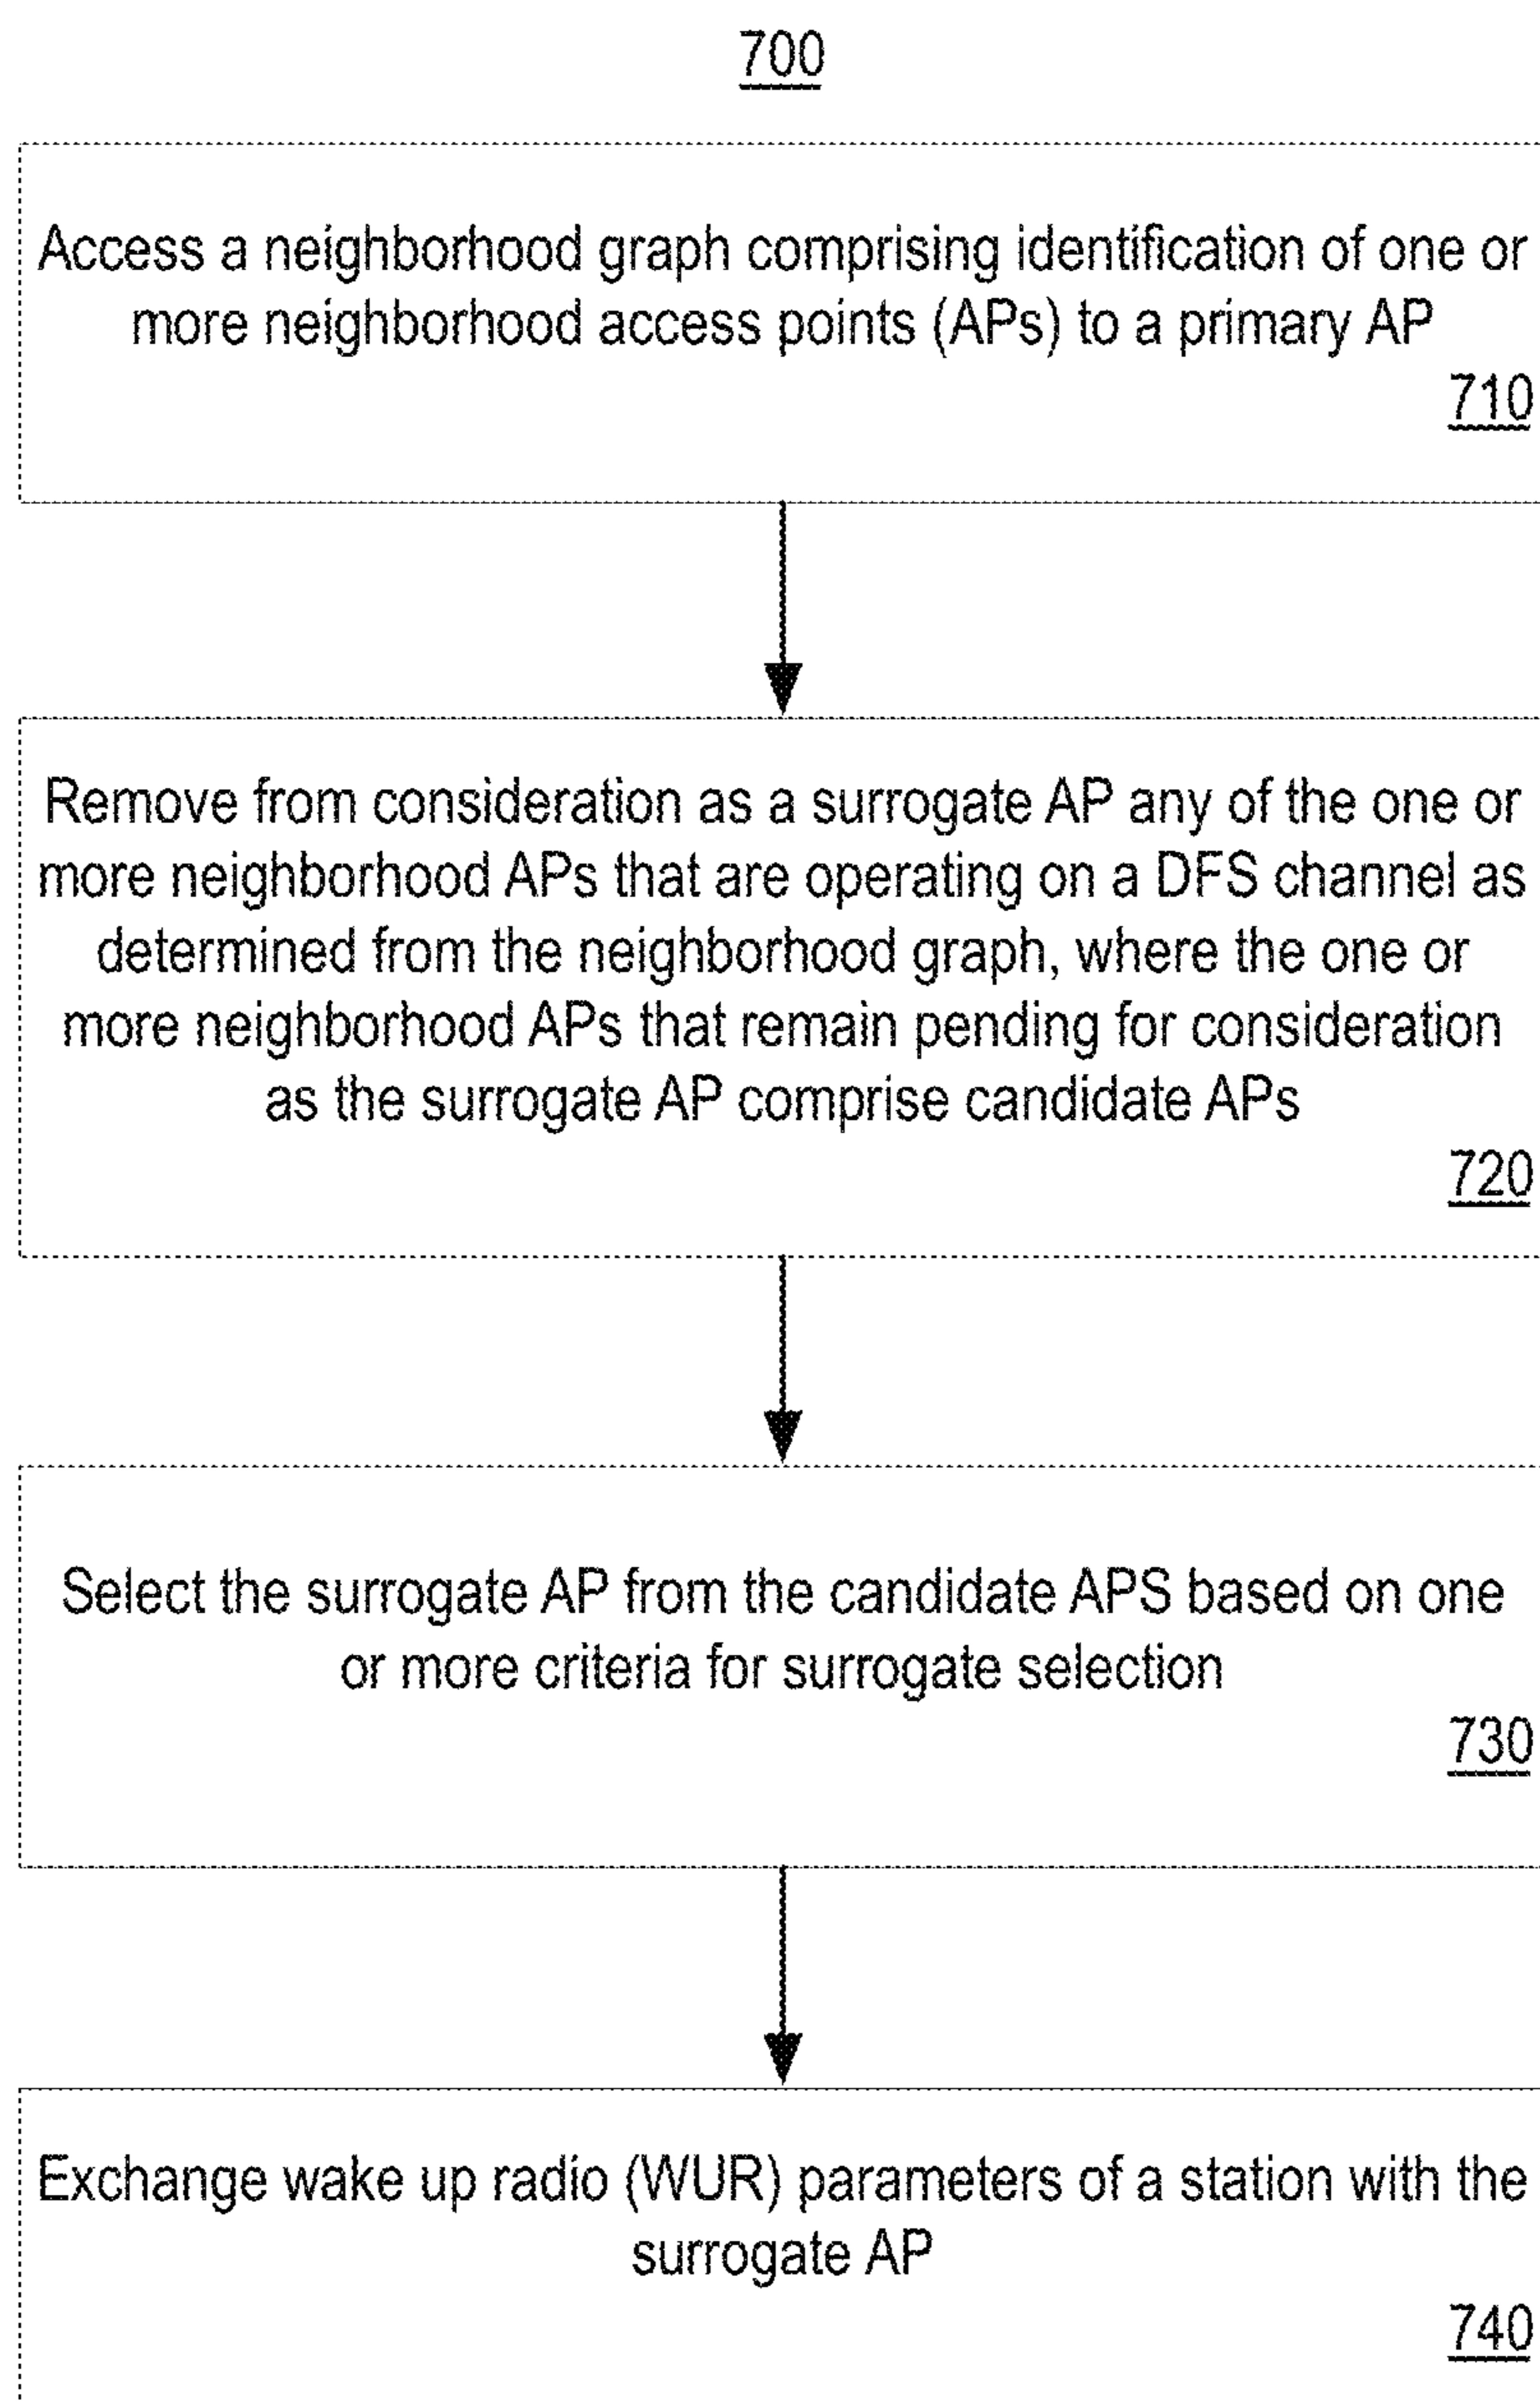 700
Access a neighborhood graph comprising identification of one or
more neighborhood access points (APs) to a primary AP
710
Remove from consideration as a surrogate AP any of the one or
more neighborhood APs that are operating on a DFS channel as
determined from the neighborhood graph, where the one or
more neighborhood APs that remain pending for consideration
as the surrogate AP comprise candidate APs
720
Select the surrogate AP from the candidate APS based on one
or more criteria for surrogate selection
730
Exchange wake up radio (WUR) parameters of a station with the
surrogate AP
740